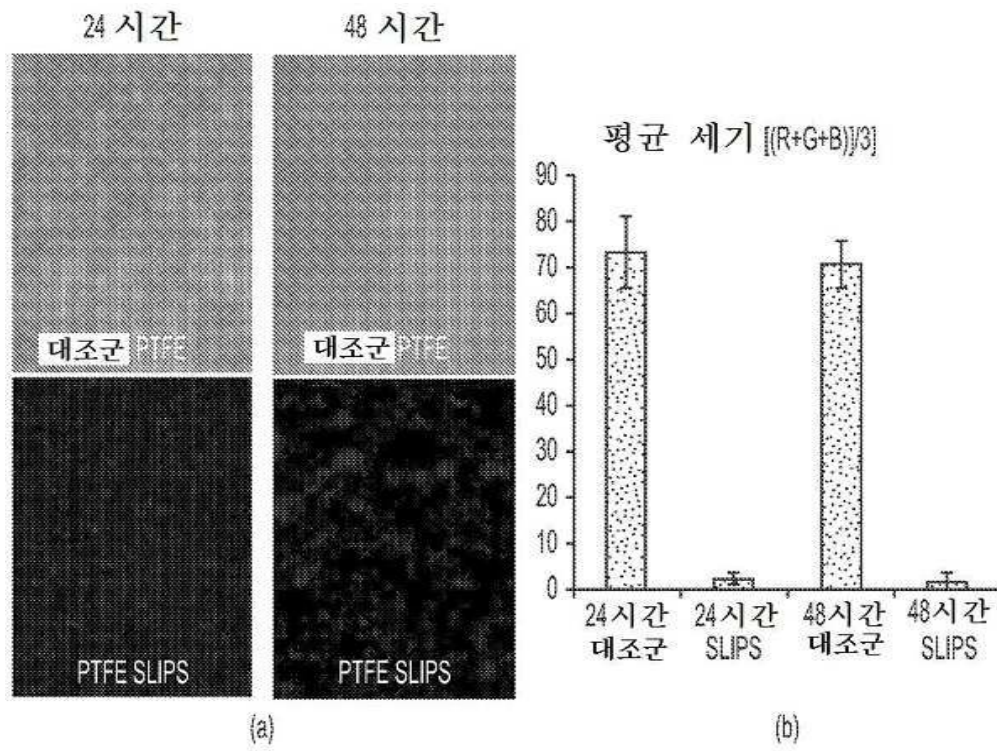 24 시간
48 시간
대조군 PTFE
대조군 PTFE
PTFE SLIPS
PTFE SLIPS
(a)
평균 세기 [(R+G+B)]/3]
90
80
70
60
50
40
30
20
10
0
24시간
대조군
24시간
SLIPS
48시간
대조군
48시간
SLIPS
(b)